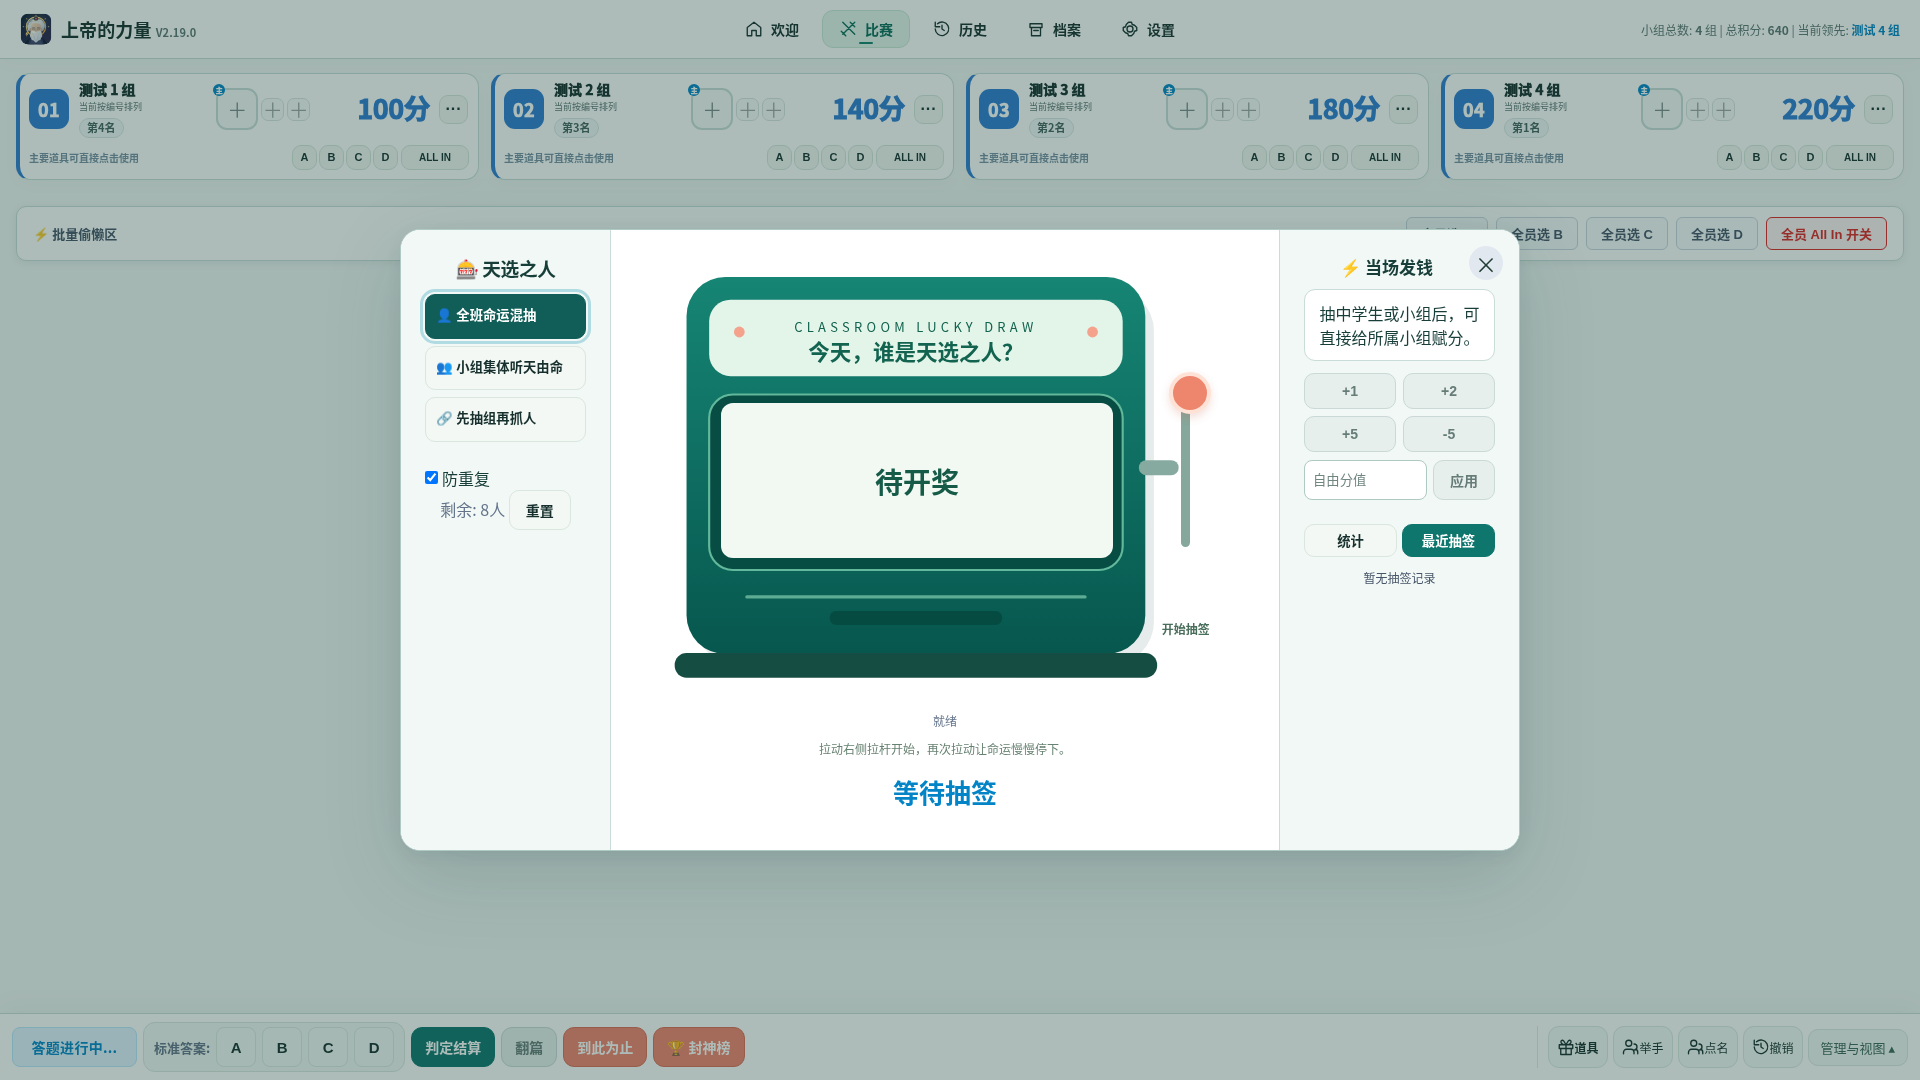 上帝的力量 V2.19.0
欢迎
比赛
历史
档案
设置
小组总数: 4 组 | 总积分: 640 | 当前领先: 测试 4 组
01
测试 1 组
当前按编号排列
第4名
主
100分
主要道具可直接点击使用
A B C D ALL IN
02
测试 2 组
当前按编号排列
第3名
主
140分
主要道具可直接点击使用
A B C D ALL IN
03
测试 3 组
当前按编号排列
第2名
主
180分
主要道具可直接点击使用
A B C D ALL IN
04
测试 4 组
当前按编号排列
第1名
主
220分
主要道具可直接点击使用
A B C D ALL IN
⚡ 批量偷懒区
全员选 B
全员选 C
全员选 D
全员 All In 开关
🎰 天选之人
👤 全班命运混抽
👥 小组集体听天由命
🔗 先抽组再抓人
防重复
剩余: 8人
重置
CLASSROOM LUCKY DRAW
今天，谁是天选之人？
待开奖
开始抽签
就绪
拉动右侧拉杆开始，再次拉动让命运慢慢停下。
等待抽签
⚡ 当场发钱
抽中学生或小组后，可
直接给所属小组赋分。
+1
+2
+5
-5
自由分值
应用
统计
最近抽签
暂无抽签记录
答题进行中...
标准答案:
A
B
C
D
判定结算
翻篇
到此为止
🏆 封神榜
道具
举手
点名
撤销
管理与视图 ▴